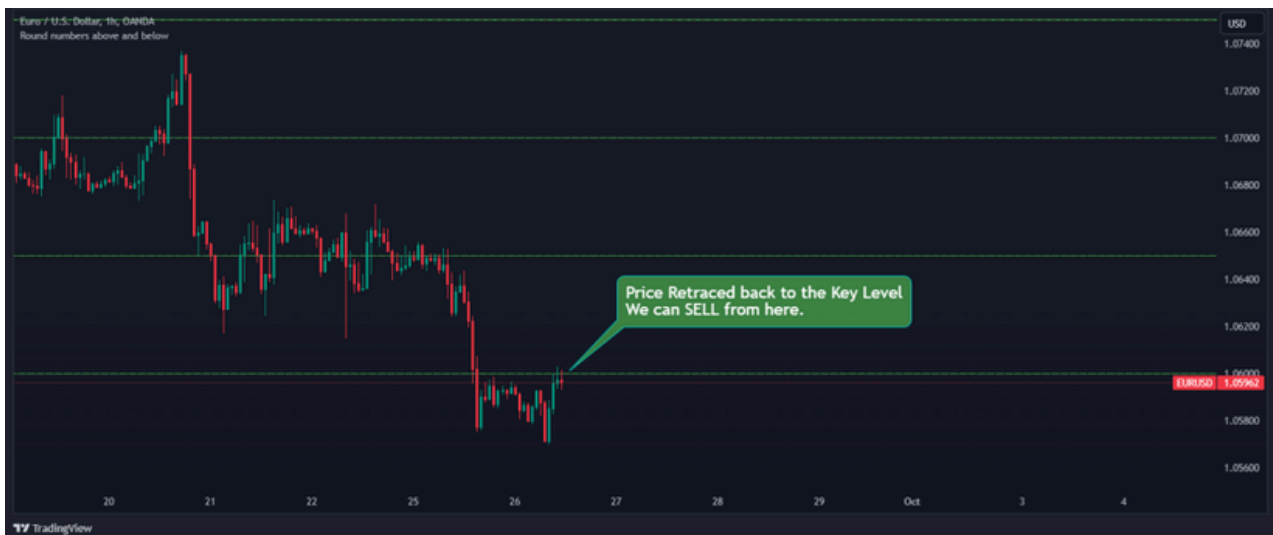 Euro / U.S. Dollar, 1h, OANDA
Round numbers above and below
USD
1.07400
1.07200
1.07000
1.06800
1.06600
1.06400
1.06200
1.06000
EURUSD 1.05962
1.05800
1.05600
Price Retraced back to the Key Level
We can SELL from here.
20 21 22 25 26 27 28 29 Oct 3 4
TradingView